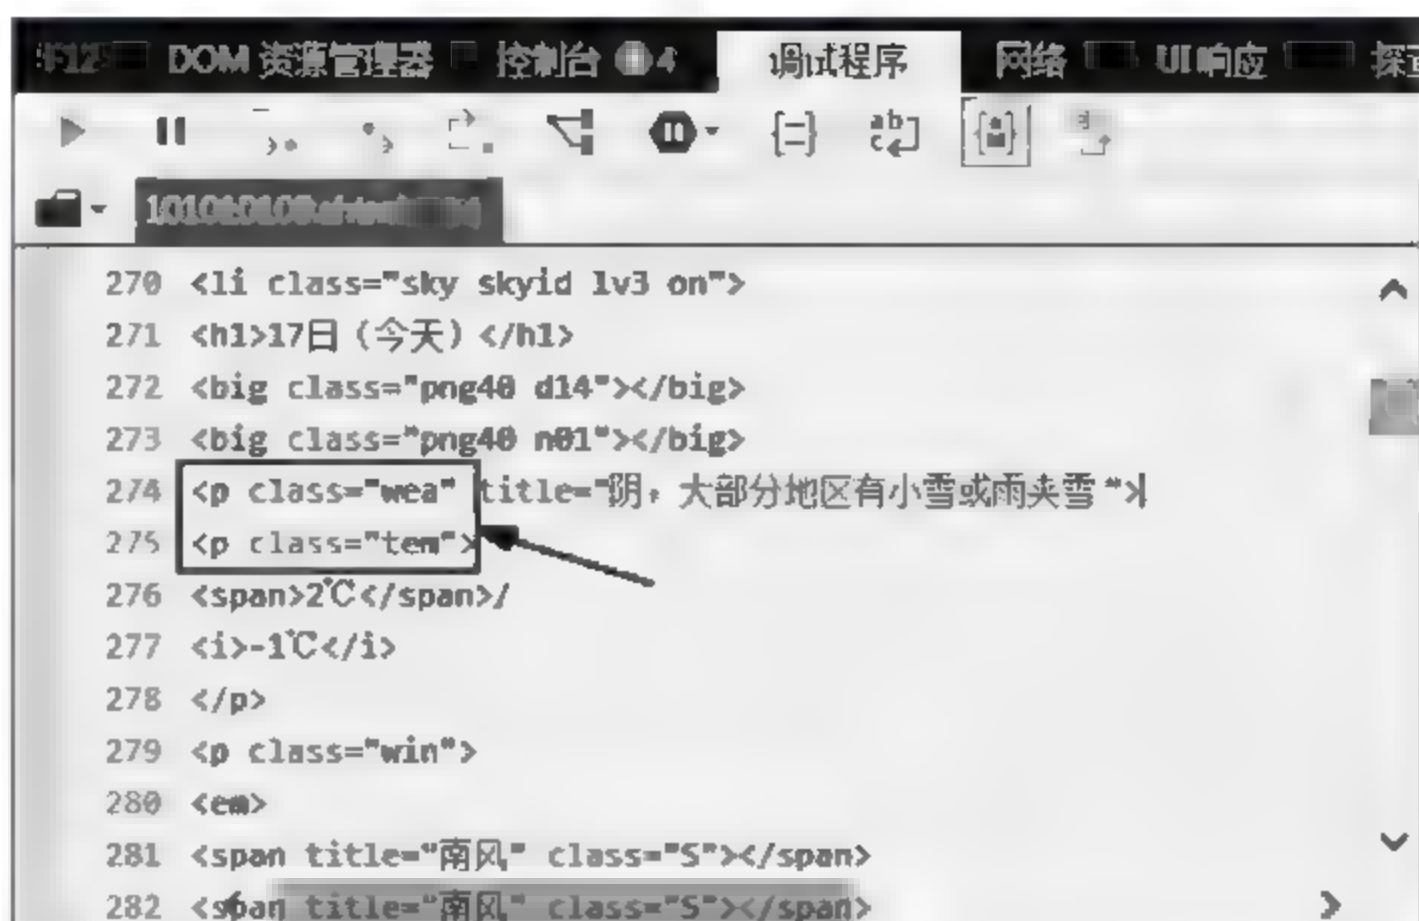 F12 DOM 资源管理器 控制台 4 调试程序 网络 UI 响应
ab
c
270 <li class="sky skyid lv3 on">
271 <h1>17日（今天）</h1>
272 <big class="png40 d14"></big>
273 <big class="png40 n01"></big>
274 <p class="wea" title="阴，大部分地区有小雪或雨夹雪 ">
275 <p class="tem">
276 <span>2℃</span>/
277 <i>-1℃</i>
278 </p>
279 <p class="win">
280 <em>
281 <span title="南风" class="S"></span>
282 <span title="南风" class="S"></span>